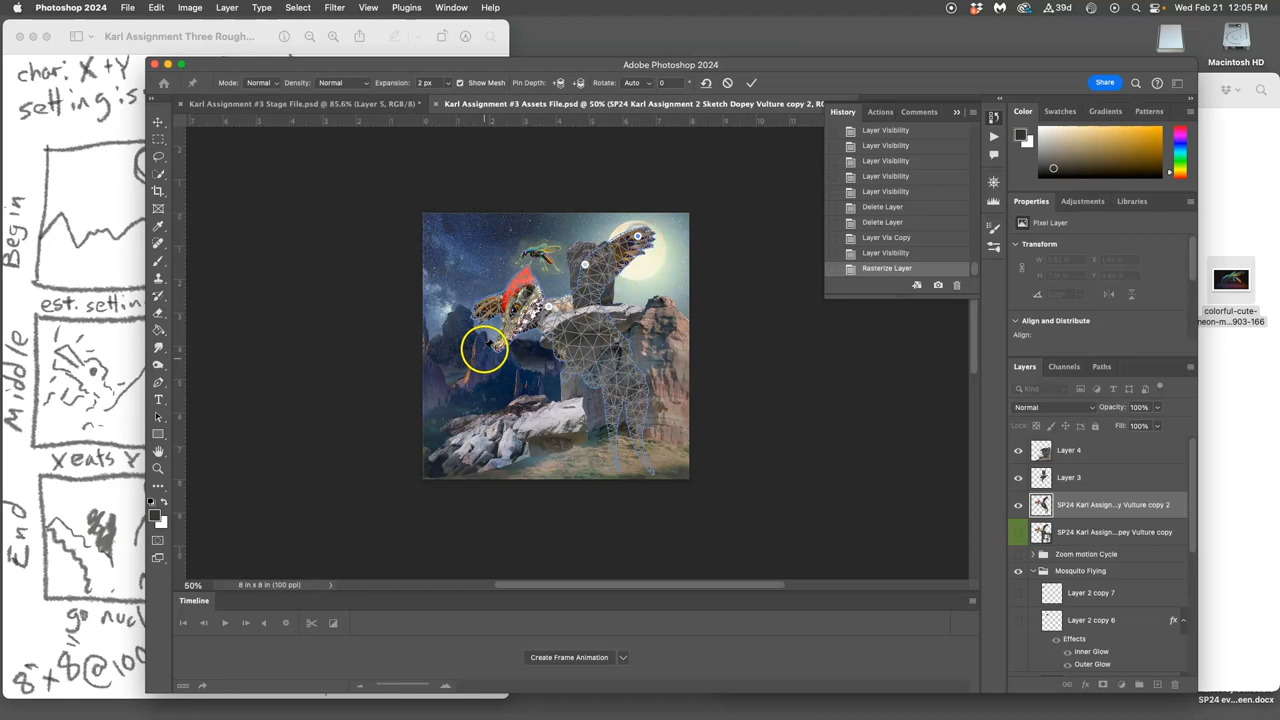 Photoshop 2024 File Edit Image Layer Type Select Filter View Plugins Window Help 39d Wed Feb 21 12:05 PM
Karl Assignment Three Rough...
Adobe Photoshop 2024
Mode: Normal Density: Normal Expansion: 2 px Show Mesh Pin Depth: Rotate: Auto 0 ° Share
Karl Assignment #3 Stage File.psd @ 85.6% (Layer 5, RGB/8) * Karl Assignment #3 Assets File.psd @ 50% (SP24 Karl Assignment 2 Sketch Dopey Vulture copy 2, RG
char: X + Y
setting is
Begin
est. settin
Middle
X eats Y
End
go nucl
8" x 8" @ 100
History Actions Comments
Layer Visibility
Layer Visibility
Layer Visibility
Layer Visibility
Layer Visibility
Delete Layer
Delete Layer
Layer Via Copy
Layer Visibility
Rasterize Layer
Color Swatches Gradients Patterns
Properties Adjustments Libraries
Pixel Layer
Transform
Align and Distribute
Align:
Layers Channels Paths
Kind
Normal Opacity: 100%
Lock: Fill: 100%
Layer 4
Layer 3
SP24 Karl Assign...y Vulture copy 2
SP24 Karl Assign...pey Vulture copy
Zoom motion Cycle
Mosquito Flying
Layer 2 copy 7
Layer 2 copy 6 fx
Effects
Inner Glow
Outer Glow
50% 8 in x 8 in (100 ppi)
Timeline
Create Frame Animation
Macintosh HD
colorful-cute-
neon-m...903-166
SP24 ev...een.docx